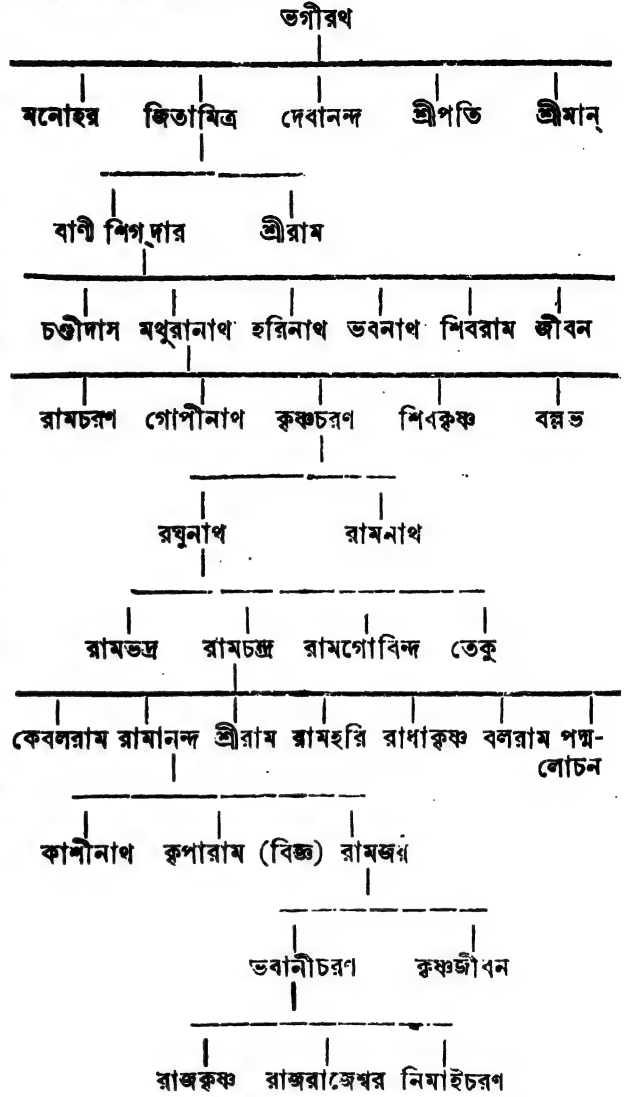 ভগীরথ
মনোহর জিতামিত্র দেবানন্দ শ্রীপতি শ্রীমান্
বাণী শিগ্‌দার শ্রীরাম
চণ্ডীদাস মথুরানাথ হরিনাথ ভবনাথ শিবরাম জীবন
রামচরণ গোপীনাথ কৃষ্ণচরণ শিবকৃষ্ণ বল্লভ
রঘুনাথ রামনাথ
রামভদ্র রামচন্দ্র রামগোবিন্দ তেকু
কেবলরাম রামানন্দ শ্রীরাম রামহরি রাধাকৃষ্ণ বলরাম পদ্ম-
লোচন
কাশীনাথ কৃপারাম (বিজ্ঞ) রামজয়
ভবানীচরণ কৃষ্ণজীবন
রাজকৃষ্ণ রাজরাজেশ্বর নিমাইচরণ